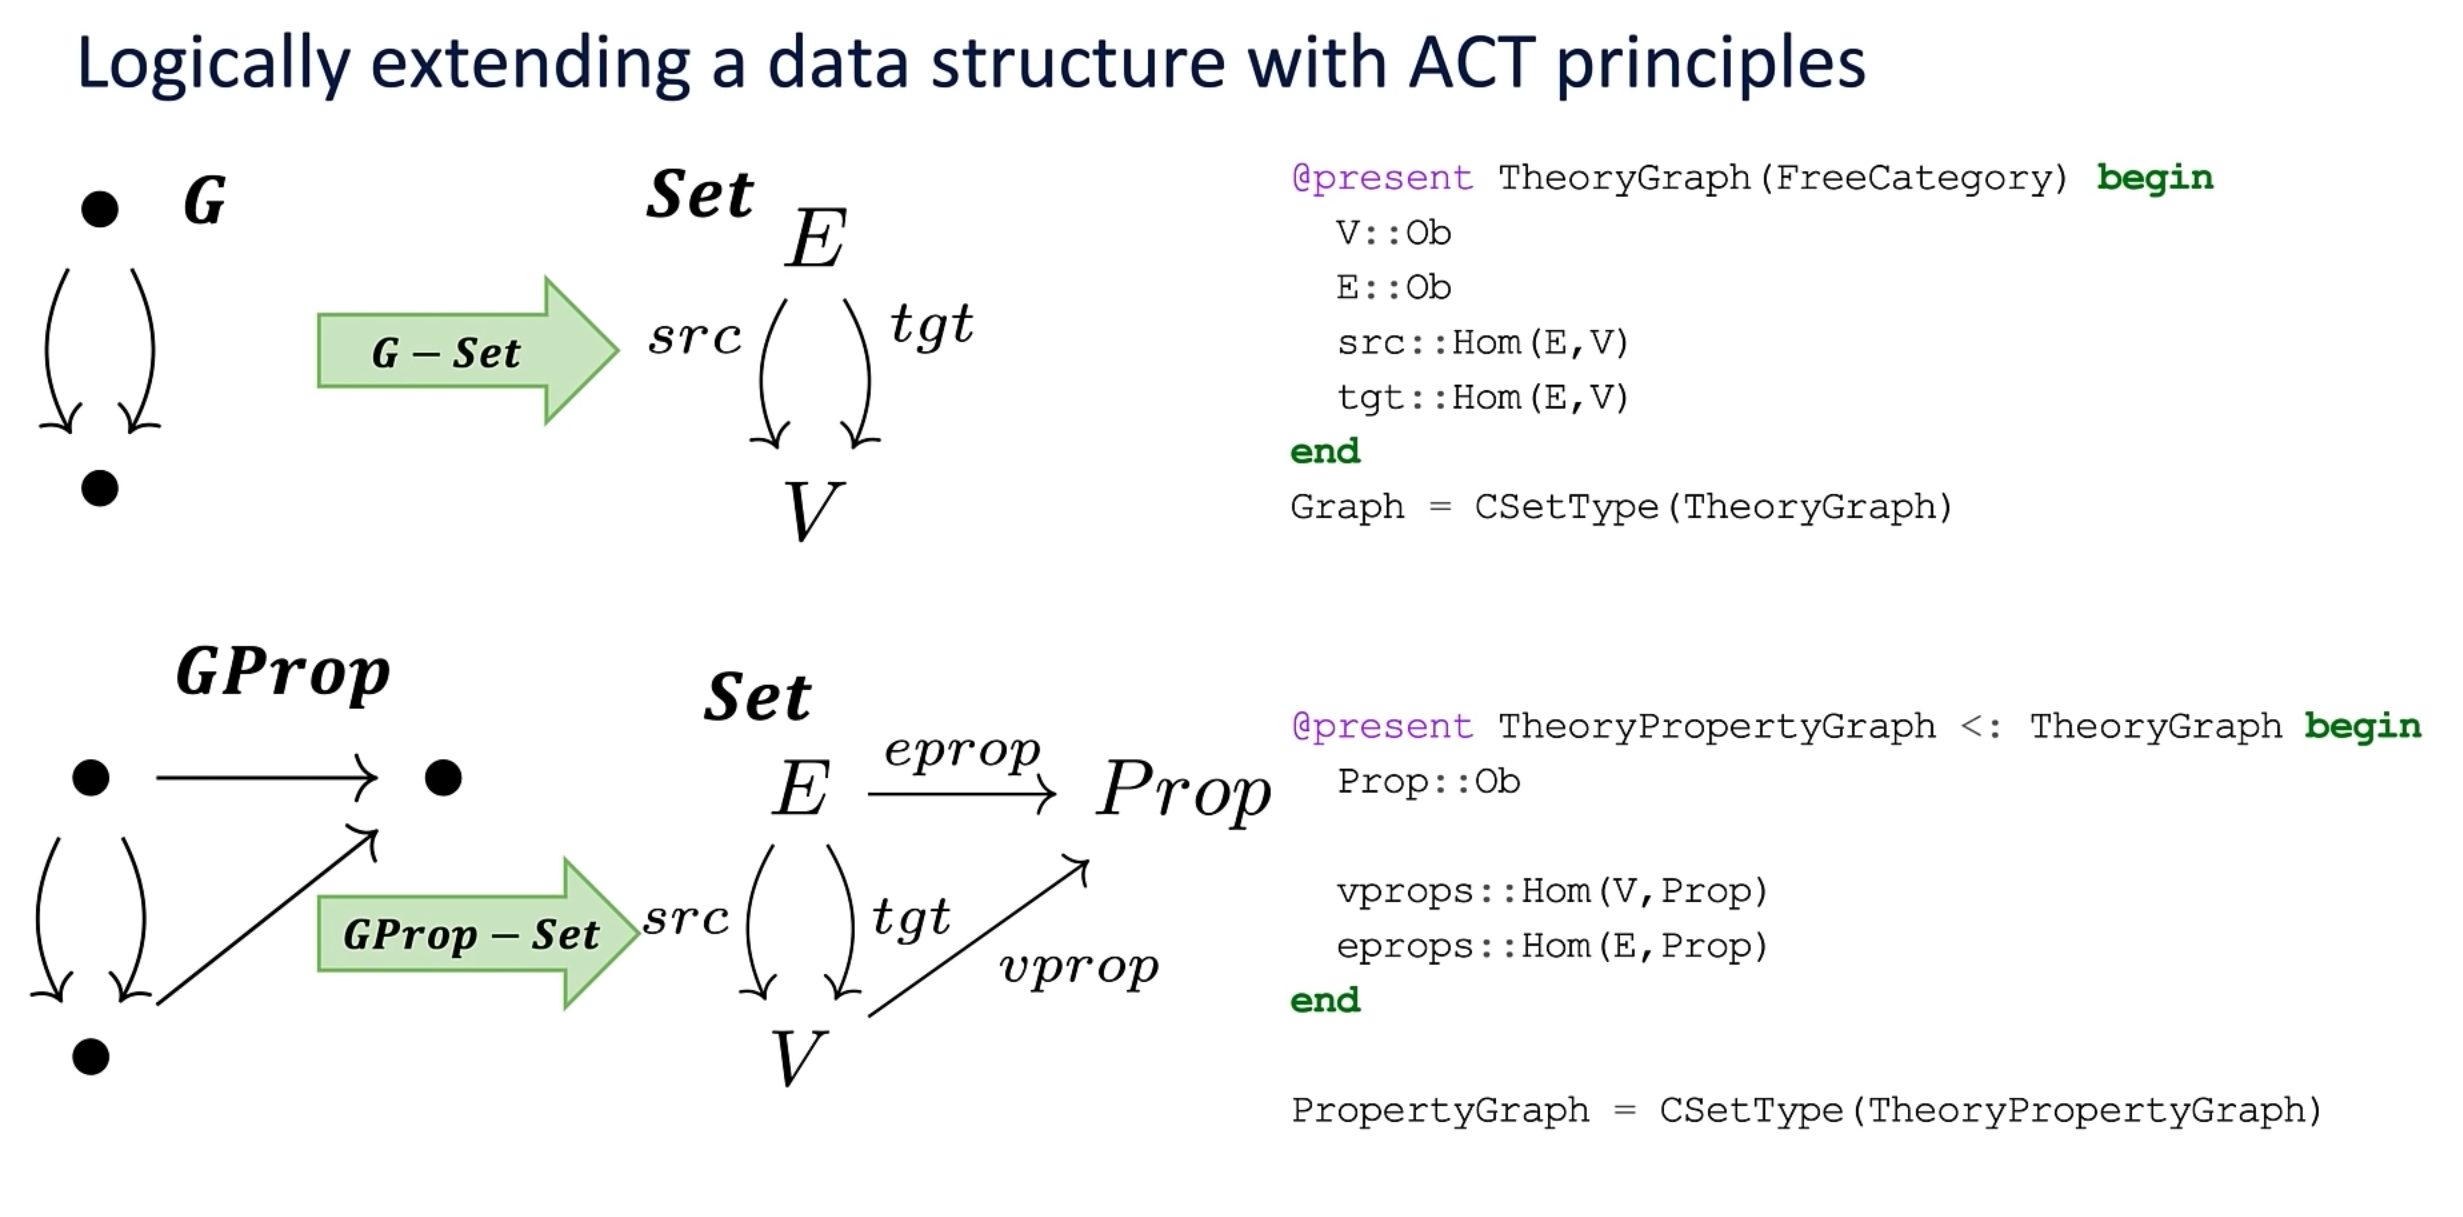 Logically extending a data structure with ACT principles
G
G – Set
Set
E
src
tgt
V
@present TheoryGraph(FreeCategory) begin
V::Ob
E::Ob
src::Hom(E,V)
tgt::Hom(E,V)
end
Graph = CSetType(TheoryGraph)
GProp
GProp – Set
Set
E
eprop
Prop
src
tgt
vprop
V
@present TheoryPropertyGraph <: TheoryGraph begin
Prop::Ob
vprops::Hom(V,Prop)
eprops::Hom(E,Prop)
end
PropertyGraph = CSetType(TheoryPropertyGraph)